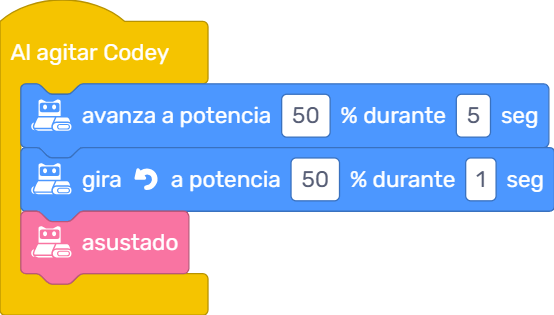 Al agitar Codey
avanza a potencia 50 % durante 5 seg
gira a potencia 50 % durante 1 seg
asustado